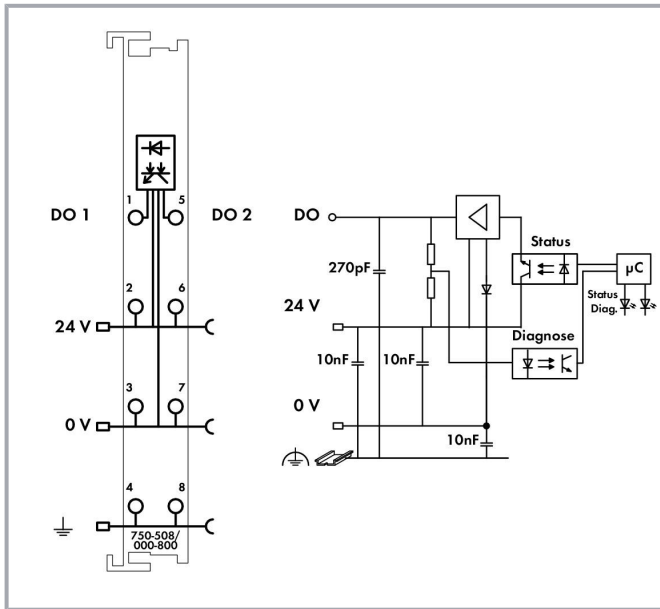 1
5
DO 1
DO 2
2
6
24 V
3
7
0 V
4
8
750-508/
000-800
DO
Status
270pF
µC
Status
Diag.
24 V
Diagnose
10nF
10nF
0 V
10nF